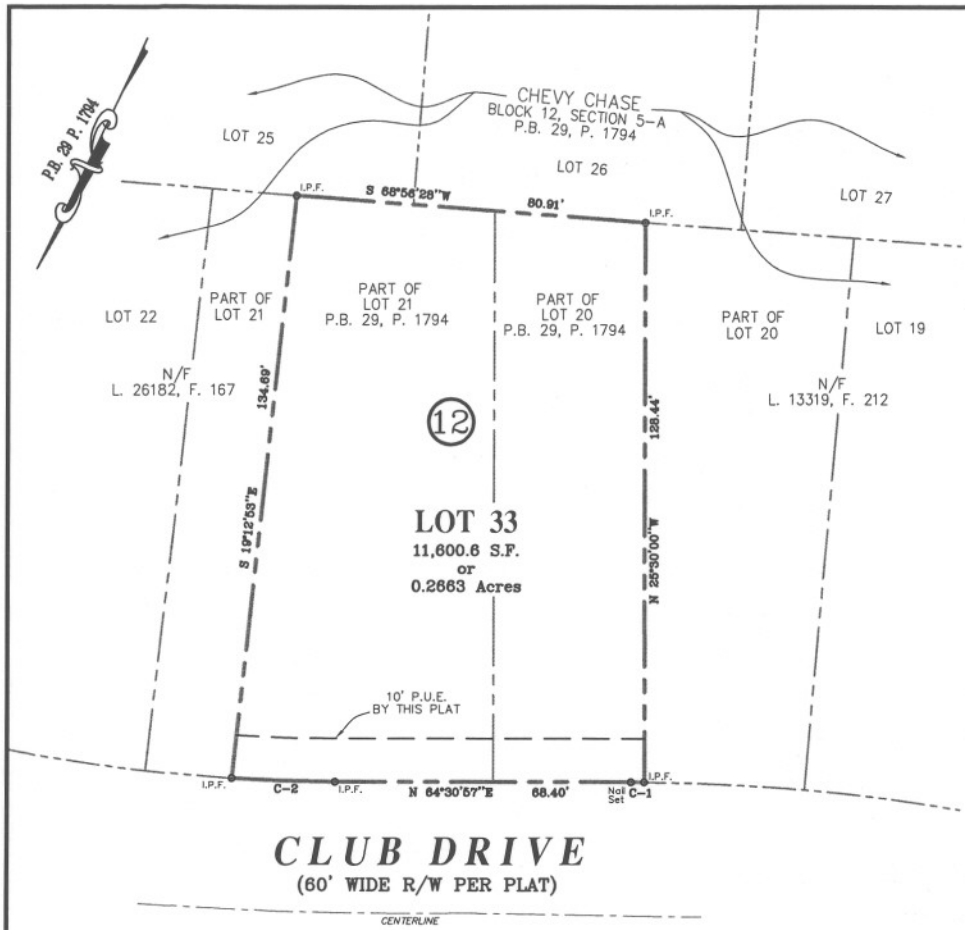 P.B. 29 P. 1794
CHEVY CHASE
BLOCK 12, SECTION 5-A
P.B. 29, P. 1794
LOT 25
LOT 26
LOT 27
I.P.F.
S 68°56'28"W
80.91'
I.P.F.
LOT 22
PART OF
LOT 21
PART OF
LOT 21
P.B. 29, P. 1794
PART OF
LOT 20
P.B. 29, P. 1794
PART OF
LOT 20
LOT 19
N/F
L. 26182, F. 167
N/F
L. 13319, F. 212
134.69'
S 19°12'53"E
128.44'
N 25°30'00"W
12
LOT 33
11,600.6 S.F.
or
0.2663 Acres
10' P.U.E.
BY THIS PLAT
I.P.F.
C-2
I.P.F.
N 64°30'57"E
68.40'
Nail
Set
C-1
I.P.F.
CLUB DRIVE
(60' WIDE R/W PER PLAT)
CENTERLINE